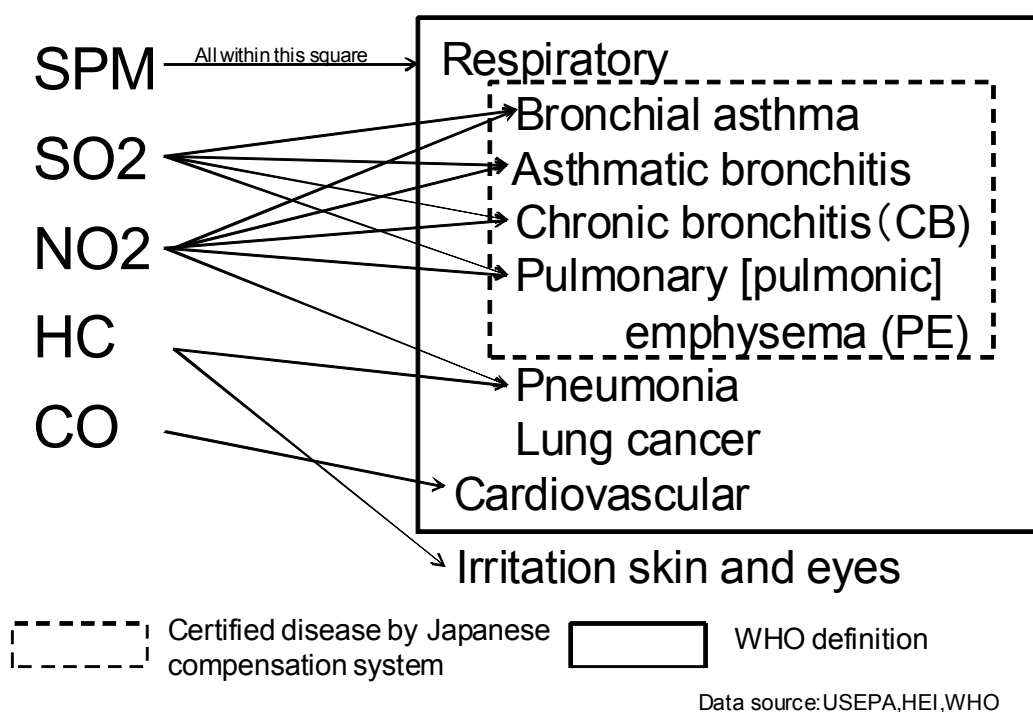 SPM
All within this square
Respiratory
Bronchial asthma
SO2
Asthmatic bronchitis
Chronic bronchitis（CB)
NO2
Pulmonary [pulmonic]
emphysema (PE)
HC
Pneumonia
CO
Lung cancer
Cardiovascular
Irritation skin and eyes
Certified disease by Japanese
compensation system
WHO definition
Data source:USEPA,HEI,WHO